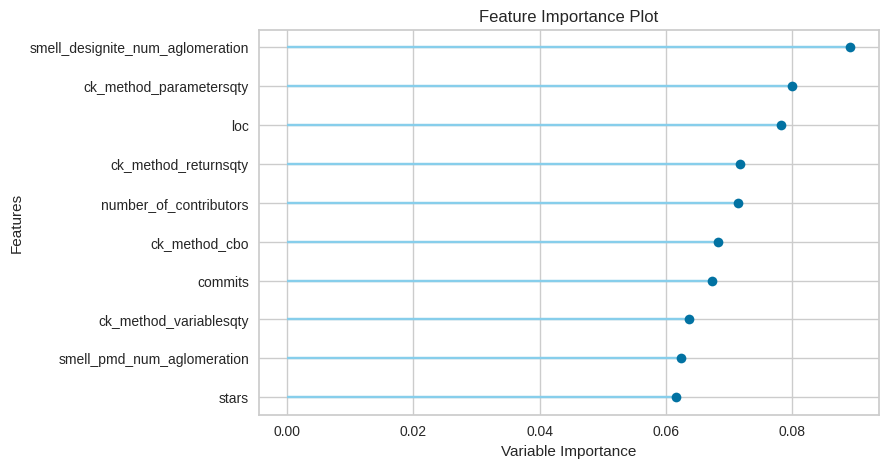 Feature Importance Plot
smell_designite_num_aglomeration
ck_method_parametersqty
loc
ck_method_returnsqty
number_of_contributors
ck_method_cbo
commits
ck_method_variablesqty
smell_pmd_num_aglomeration
stars
Features
0.00 0.02 0.04 0.06 0.08
Variable Importance